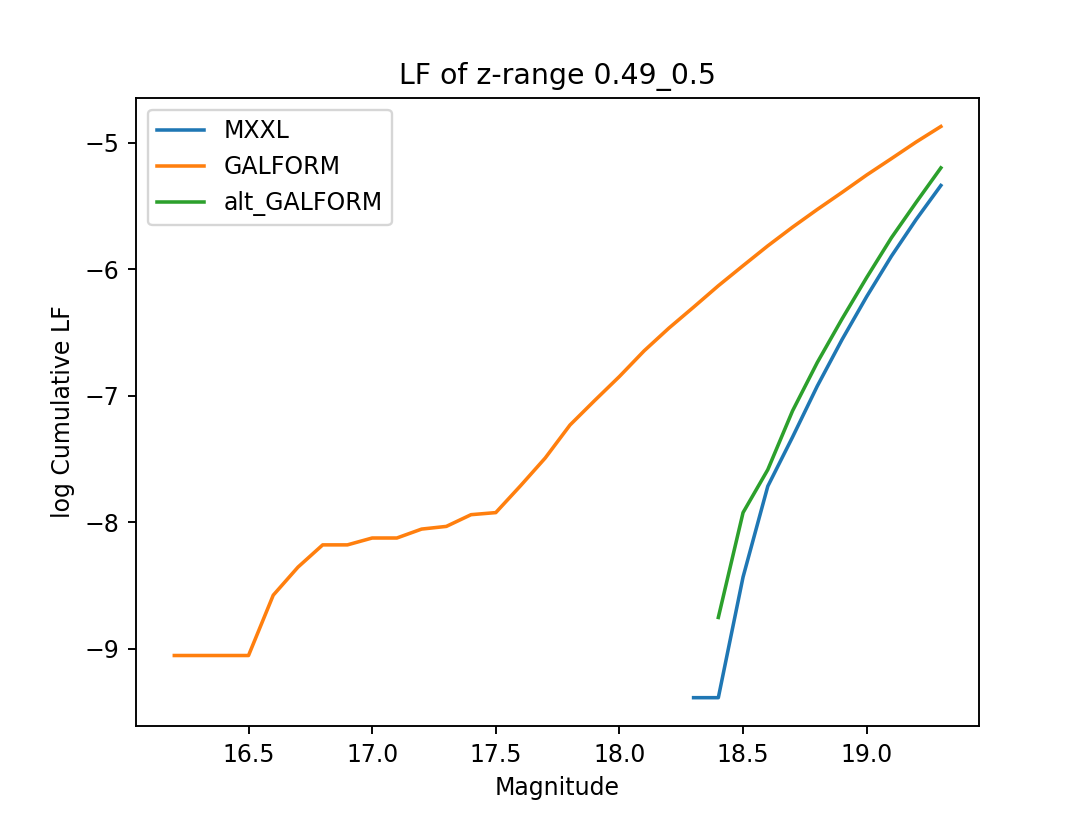 LF of z-range 0.49_0.5
MXXL
GALFORM
alt_GALFORM
log Cumulative LF
−5
−6
−7
−8
−9
16.5 17.0 17.5 18.0 18.5 19.0
Magnitude